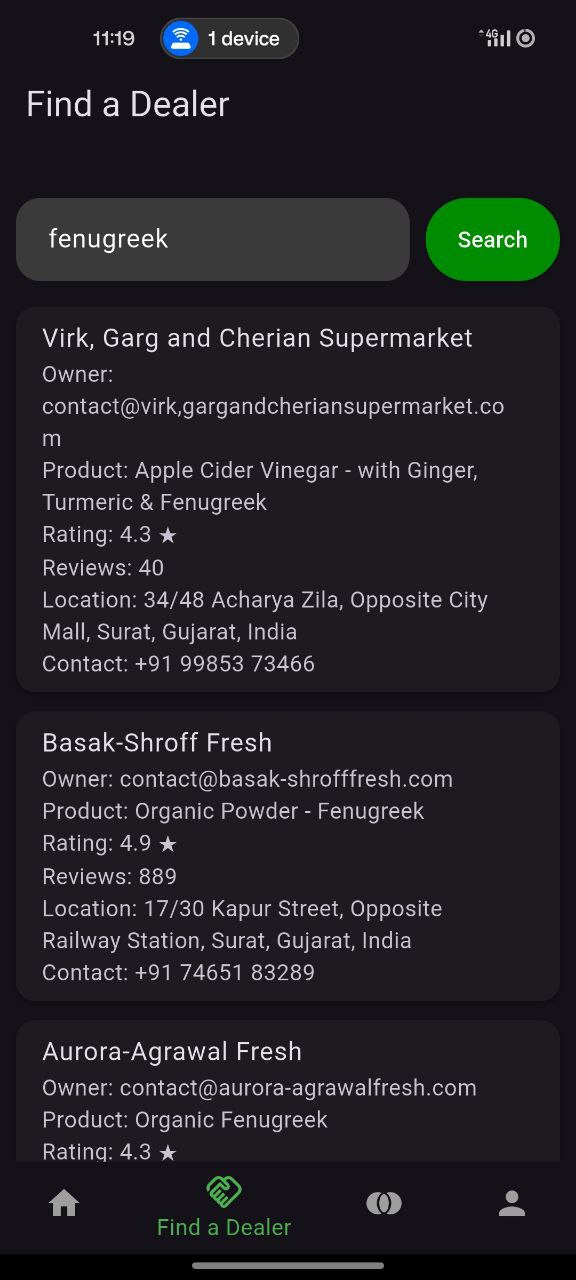 11:19
1 device
4G
Find a Dealer
fenugreek
Search
Virk, Garg and Cherian Supermarket
Owner:
contact@virk,gargandcheriansupermarket.co
m
Product: Apple Cider Vinegar - with Ginger,
Turmeric & Fenugreek
Rating: 4.3 ★
Reviews: 40
Location: 34/48 Acharya Zila, Opposite City
Mall, Surat, Gujarat, India
Contact: +91 99853 73466
Basak-Shroff Fresh
Owner: contact@basak-shrofffresh.com
Product: Organic Powder - Fenugreek
Rating: 4.9 ★
Reviews: 889
Location: 17/30 Kapur Street, Opposite
Railway Station, Surat, Gujarat, India
Contact: +91 74651 83289
Aurora-Agrawal Fresh
Owner: contact@aurora-agrawalfresh.com
Product: Organic Fenugreek
Rating: 4.3 ★
Find a Dealer